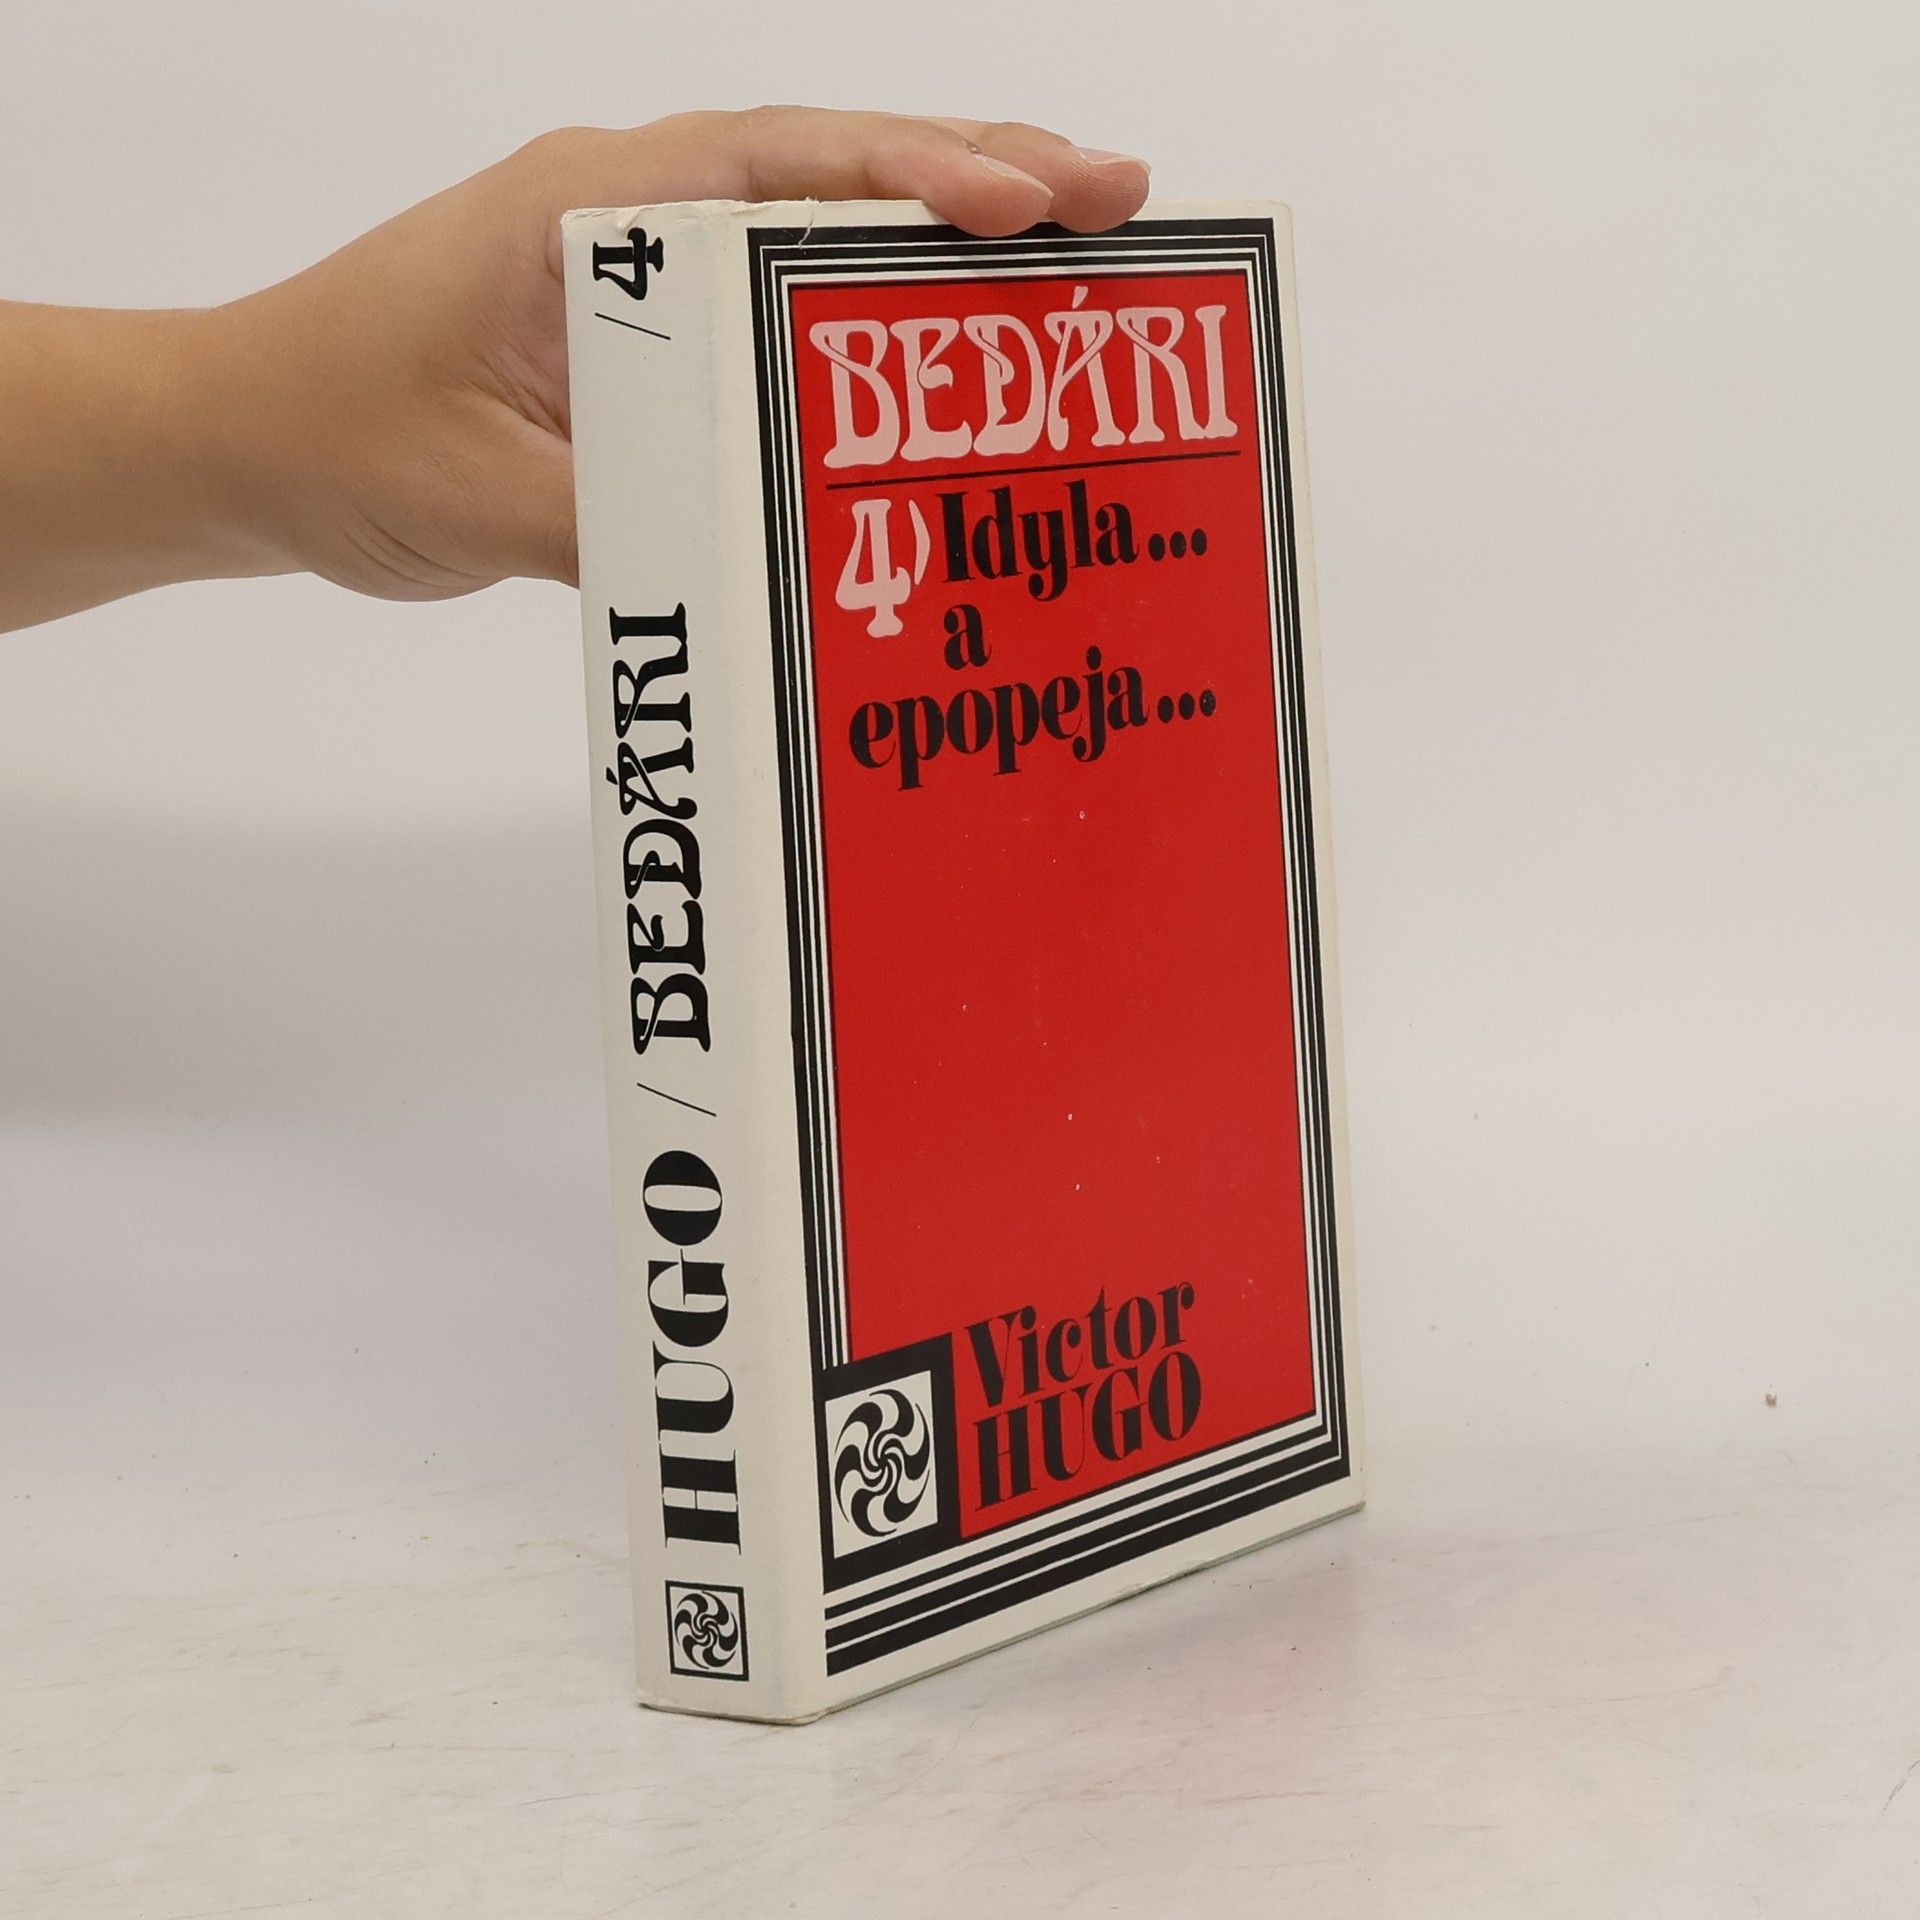 HUGO / BEDÁRI / 4
BEDÁRI
4) Idyla...
a
epopeja...
Victor
HUGO